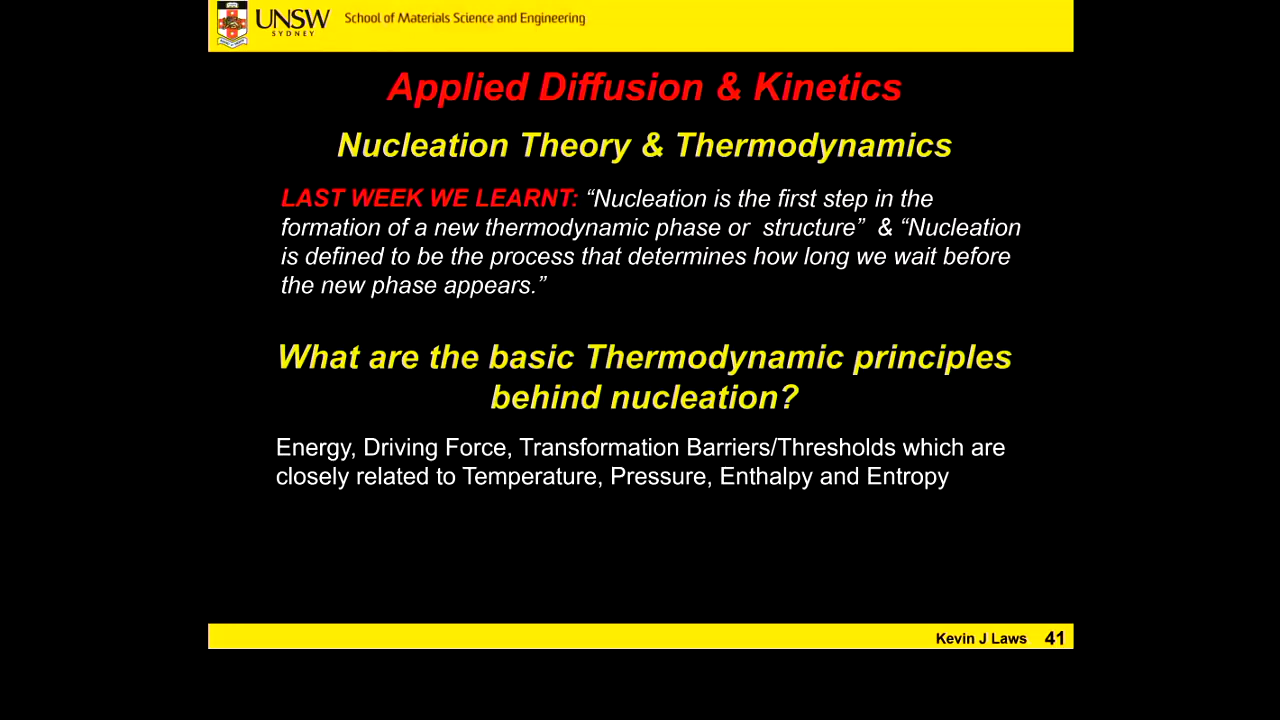 UNSW
SYDNEY
School of Materials Science and Engineering
Applied Diffusion & Kinetics
Nucleation Theory & Thermodynamics
LAST WEEK WE LEARNT: “Nucleation is the first step in the
formation of a new thermodynamic phase or  structure”  & “Nucleation
is defined to be the process that determines how long we wait before
the new phase appears.”
What are the basic Thermodynamic principles
behind nucleation?
Energy, Driving Force, Transformation Barriers/Thresholds which are
closely related to Temperature, Pressure, Enthalpy and Entropy
Kevin J Laws 41